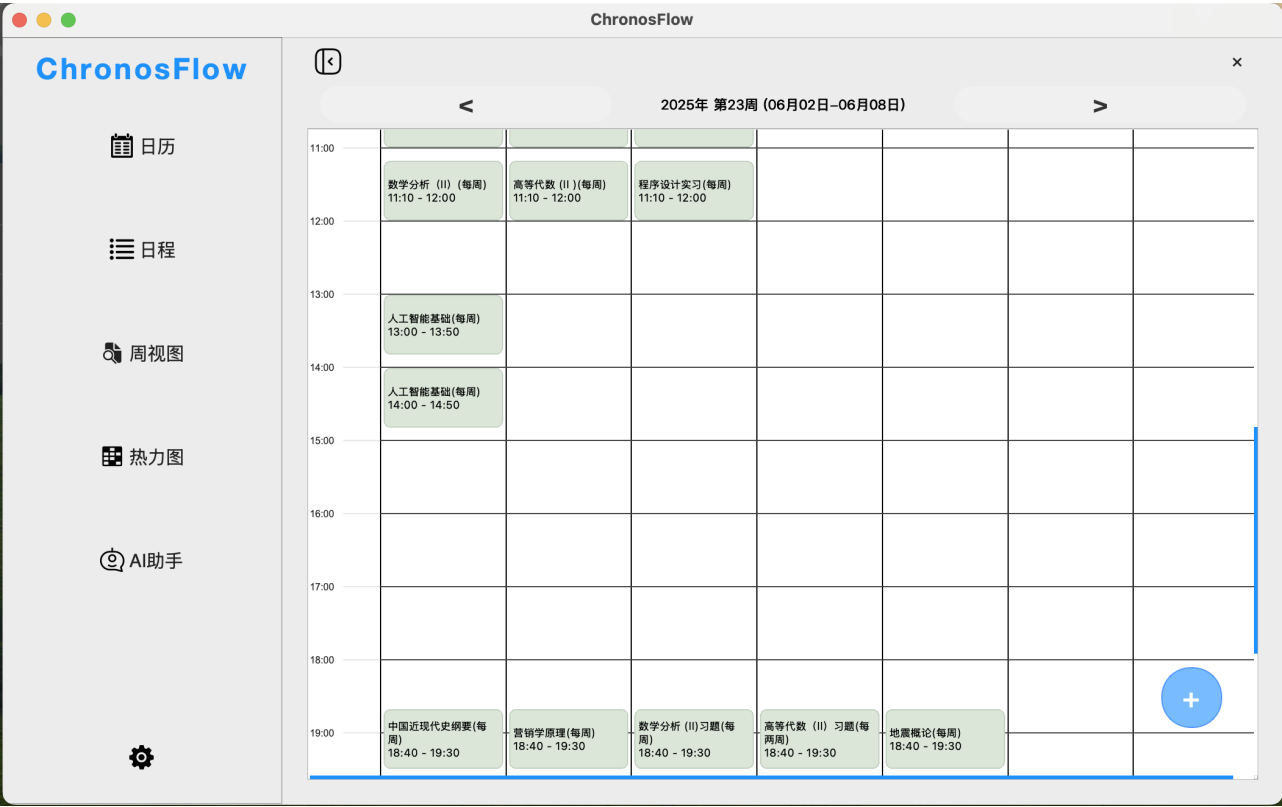 ChronosFlow
ChronosFlow
日历
日程
周视图
热力图
AI助手
×
<
2025年 第23周 (06月02日–06月08日)
>
11:00
数学分析（II）(每周)
11:10 - 12:00
高等代数 (II )(每周)
11:10 - 12:00
程序设计实习(每周)
11:10 - 12:00
12:00
13:00
人工智能基础(每周)
13:00 - 13:50
14:00
人工智能基础(每周)
14:00 - 14:50
15:00
16:00
17:00
18:00
19:00
中国近现代史纲要(每
周)
18:40 - 19:30
营销学原理(每周)
18:40 - 19:30
数学分析 (II)习题(每
周)
18:40 - 19:30
高等代数（II）习题(每
两周)
18:40 - 19:30
地震概论(每周)
18:40 - 19:30
+